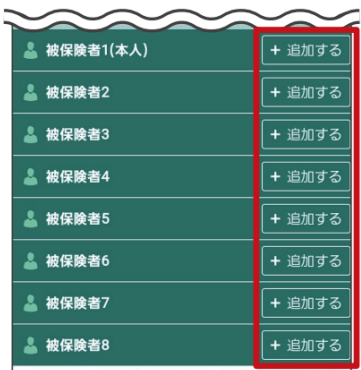 被保険者1(本人) + 追加する
被保険者2 + 追加する
被保険者3 + 追加する
被保険者4 + 追加する
被保険者5 + 追加する
被保険者6 + 追加する
被保険者7 + 追加する
被保険者8 + 追加する